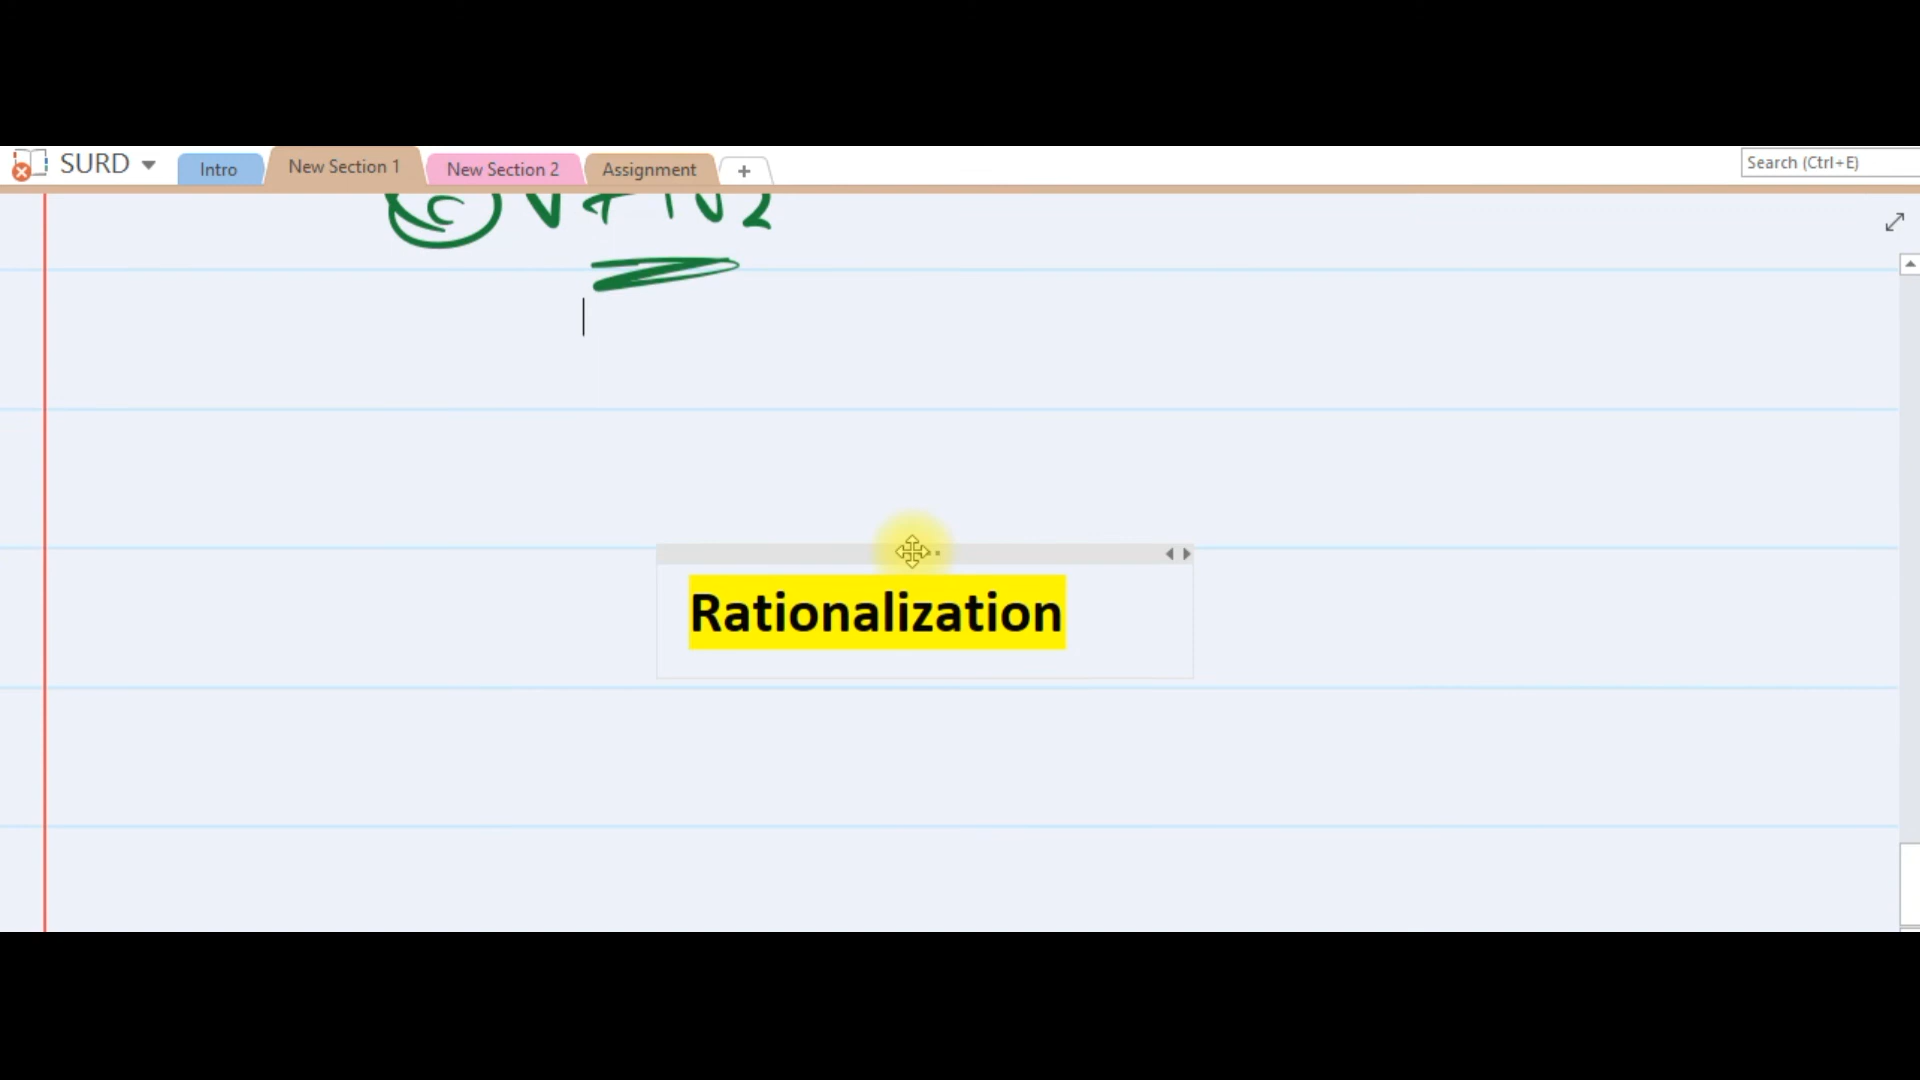 SURD
Intro
New Section 1
New Section 2
Assignment
+
Search (Ctrl+E)
Rationalization